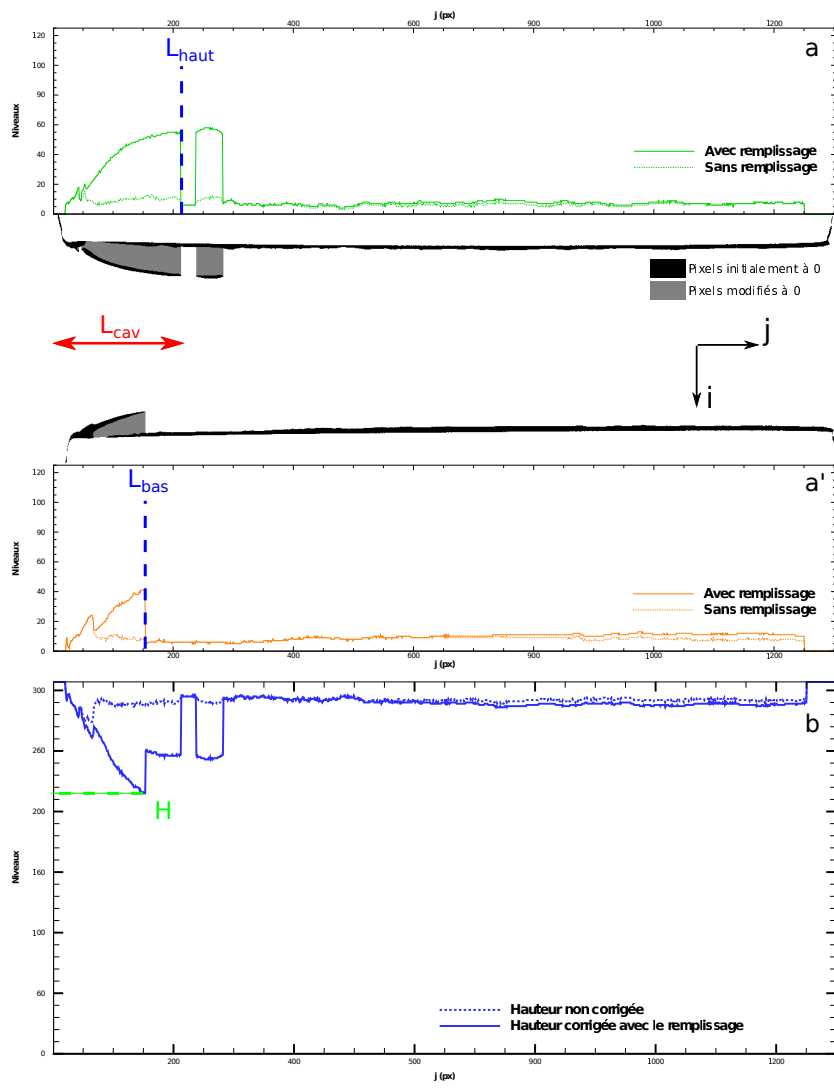 j (px)
200 400 500 900 1000 1200
120
100
80
60
40
20
0
Niveaux
L_haut
a
Avec remplissage
Sans remplissage
Pixels initialement à 0
Pixels modifiés à 0
L_cav
j
i
120
100
80
60
40
20
0
Niveaux
L_bas
a'
Avec remplissage
Sans remplissage
200 400 500 900 1000 1200
j (px)
300
260
200
160
100
60
0
Niveaux
b
H
Hauteur non corrigée
Hauteur corrigée avec le remplissage
200 400 500 900 1000 1200
j (px)